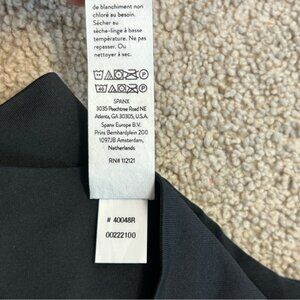 de blanchiment non
chloré au besoin.
Sécher au
sèche-linge à basse
température. Ne pas
repasser. Ou
nettoyer à sec.
SPANX
3035 Peachtree Road NE
Atlanta, GA 30305, U.S.A.
Spanx Europe B.V.
Prins Bernhardplein 200
1097JB Amsterdam,
Netherlands
RN# 112121
# 40048R
00222100